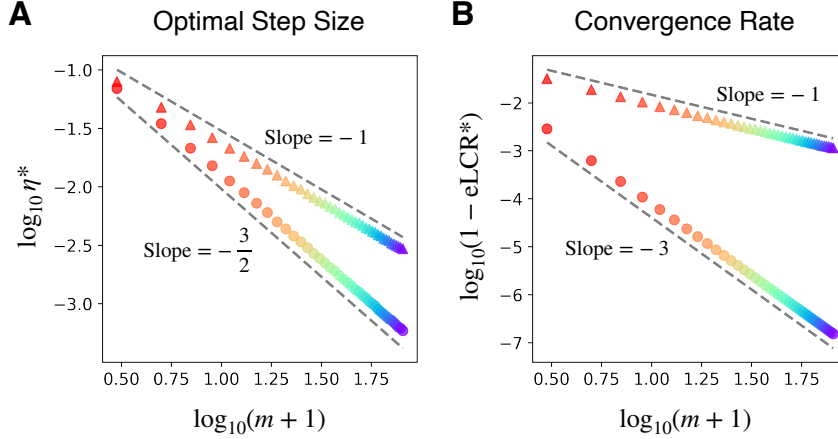 A
Optimal Step Size
−1.0
−1.5
−2.0
−2.5
−3.0
log₁₀ η*
Slope = − 1
Slope = − 3/2
0.50 0.75 1.00 1.25 1.50 1.75
log₁₀(m + 1)
B
Convergence Rate
−2
−3
−4
−5
−6
−7
log₁₀(1 − eLCR*)
Slope = − 1
Slope = − 3
0.50 0.75 1.00 1.25 1.50 1.75
log₁₀(m + 1)